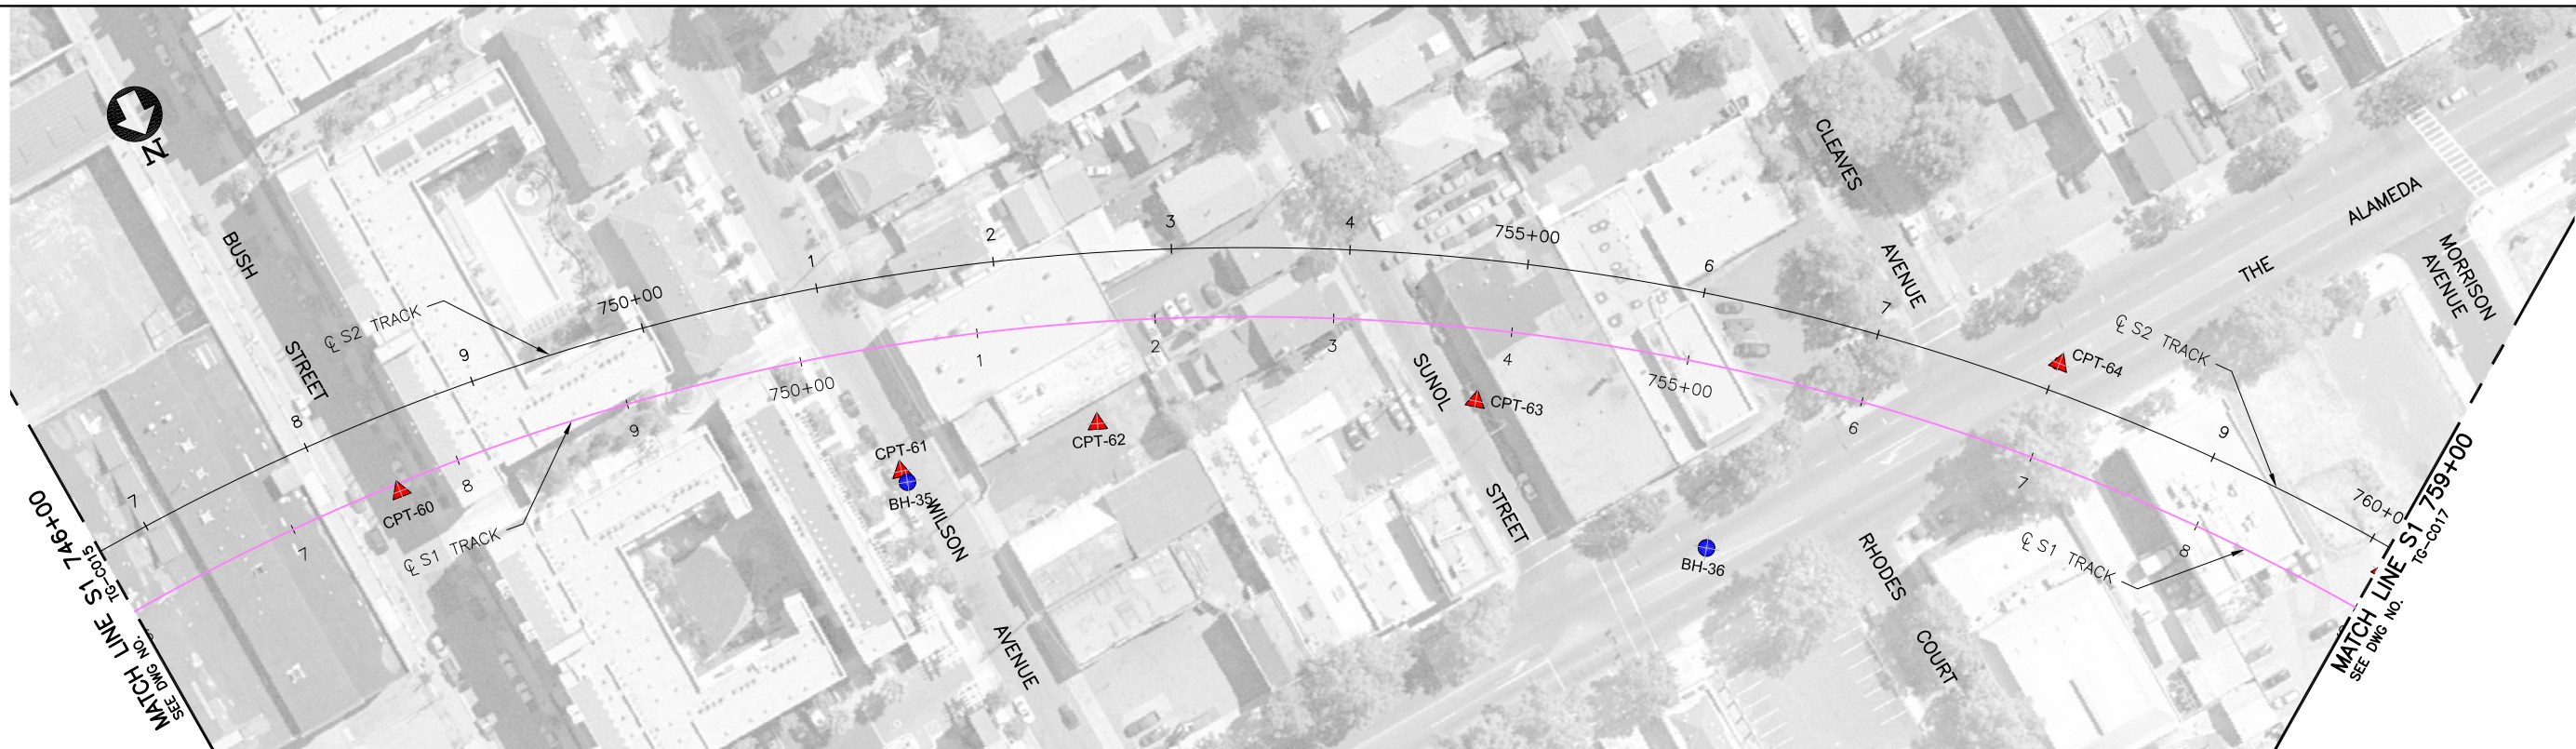 N
BUSH
STREET
℄ S2 TRACK
℄ S1 TRACK
7
8
9
750+00
1
2
3
4
755+00
6
7
9
760+0
7
8
9
750+00
1
2
3
4
755+00
6
7
8
CPT-60
CPT-61
BH-35
WILSON
AVENUE
CPT-62
SUNOL
STREET
CPT-63
BH-36
CLEAVES
AVENUE
RHODES
COURT
CPT-64
THE
ALAMEDA
MORRISON
AVENUE
℄ S2 TRACK
℄ S1 TRACK
MATCH LINE S1 746+00
SEE DWG NO. TG-C015
MATCH LINE S1 759+00
SEE DWG NO. TG-C017